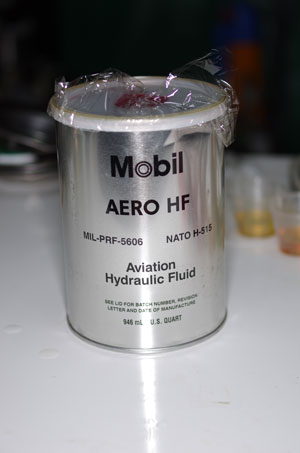 Mobil
AERO HF
MIL-PRF-5606 NATO H-515
Aviation
Hydraulic Fluid
SEE LID FOR BATCH NUMBER, REVISION
LETTER AND DATE OF MANUFACTURE
946 mL U.S. QUART